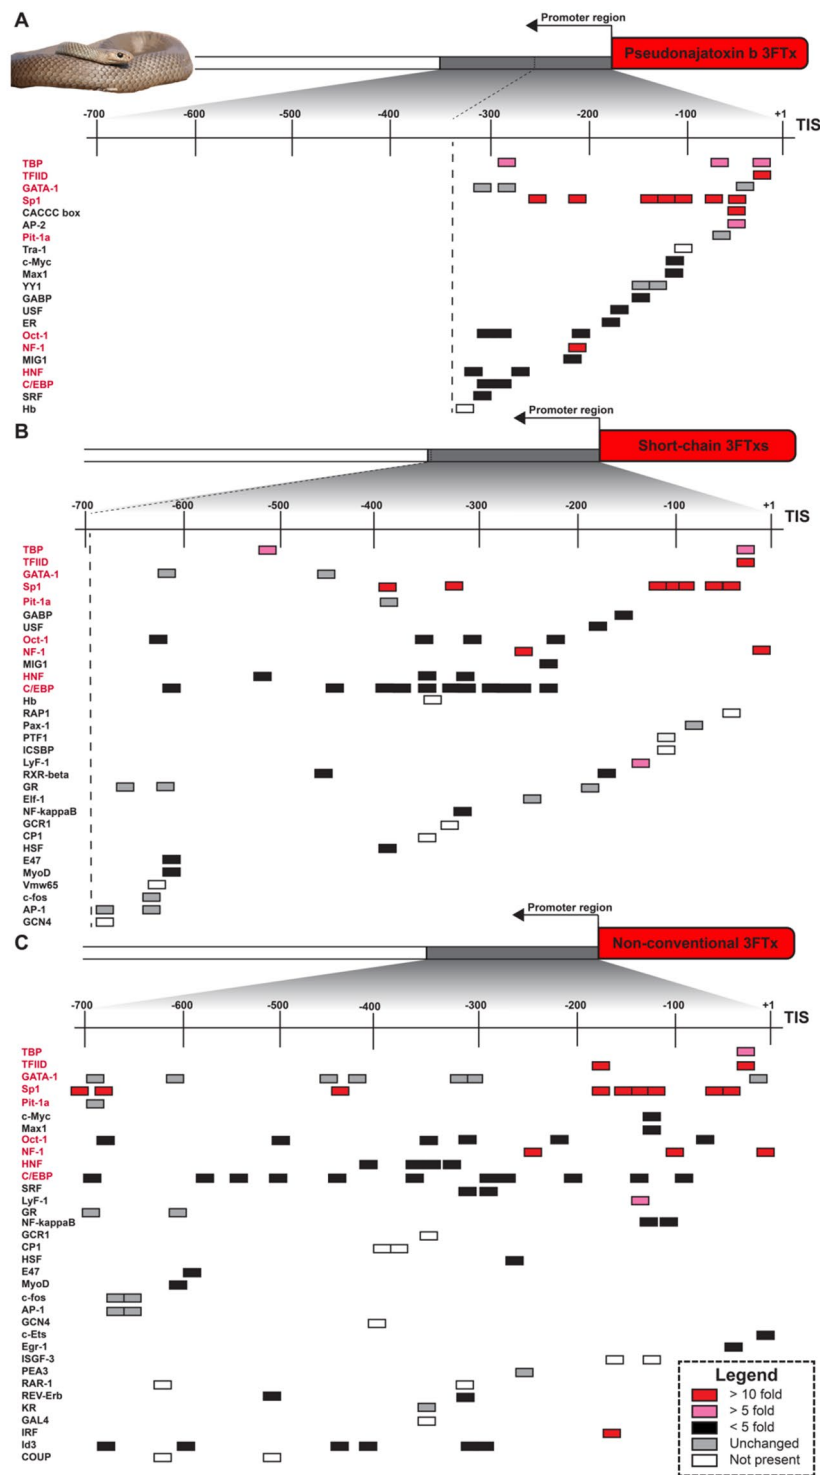 A
Promoter region
Pseudonajatoxin b 3FTx
-700 -600 -500 -400 -300 -200 -100 +1 TIS
TBP
TFIID
GATA-1
Sp1
CACCC box
AP-2
Pit-1a
Tra-1
c-Myc
Max1
YY1
GABP
USF
ER
Oct-1
NF-1
MIG1
HNF
C/EBP
SRF
Hb
B
Promoter region
Short-chain 3FTxs
-700 -600 -500 -400 -300 -200 -100 +1 TIS
TBP
TFIID
GATA-1
Sp1
Pit-1a
GABP
USF
Oct-1
NF-1
MIG1
HNF
C/EBP
Hb
RAP1
Pax-1
PTF1
ICSBP
LyF-1
RXR-beta
GR
Elf-1
NF-kappaB
GCR1
CP1
HSF
E47
MyoD
Vmw65
c-fos
AP-1
GCN4
C
Promoter region
Non-conventional 3FTx
-700 -600 -500 -400 -300 -200 -100 +1 TIS
TBP
TFIID
GATA-1
Sp1
Pit-1a
c-Myc
Max1
Oct-1
NF-1
HNF
C/EBP
SRF
LyF-1
GR
NF-kappaB
GCR1
CP1
HSF
E47
MyoD
c-fos
AP-1
GCN4
c-Ets
Egr-1
ISGF-3
PEA3
RAR-1
REV-Erb
KR
GAL4
IRF
Id3
COUP
Legend
> 10 fold
> 5 fold
< 5 fold
Unchanged
Not present